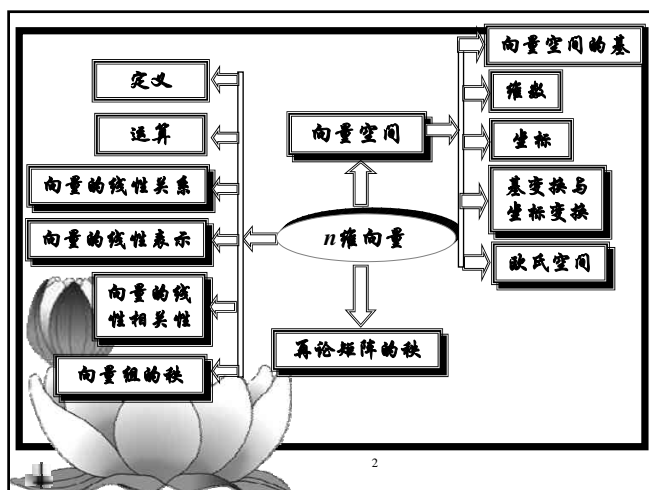 定义
运算
向量的线性关系
向量的线性表示
向量的线
性相关性
向量组的秩
n维向量
向量空间
再论矩阵的秩
向量空间的基
维数
坐标
基变换与
坐标变换
欧氏空间
2